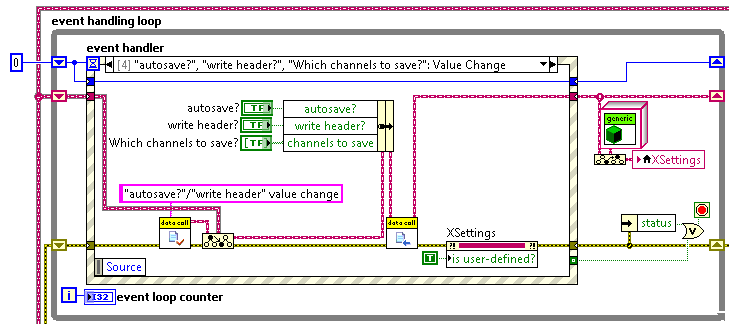 event handling loop
event handler
0
[4] "autosave?", "write header?", "Which channels to save?": Value Change
autosave? TF autosave?
write header? TF write header?
Which channels to save? [TF channels to save
generic
XSettings
"autosave?"/"write header" value change
data call
data call
XSettings
?! ?!
T is user-defined?
status
V
Source
i I32 event loop counter